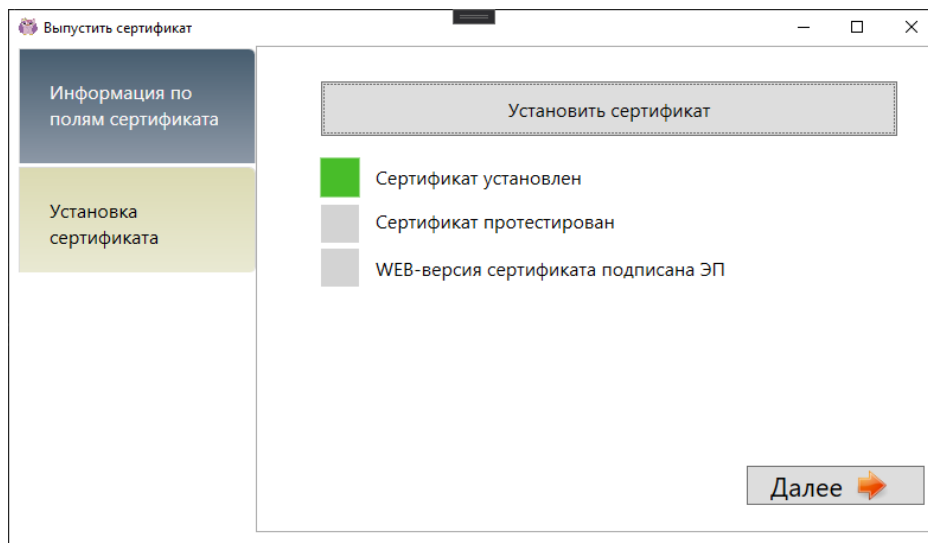 Выпустить сертификат
Информация по
полям сертификата
Установка
сертификата
Установить сертификат
Сертификат установлен
Сертификат протестирован
WEB-версия сертификата подписана ЭП
Далее